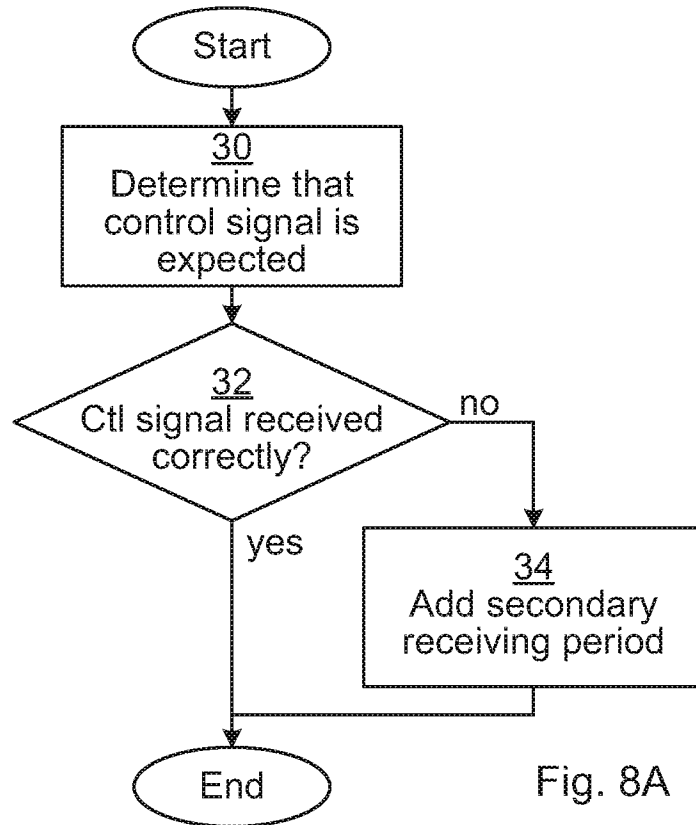 Start
30
Determine that
control signal is
expected
32
Ctl signal received
correctly?
no
yes
34
Add secondary
receiving period
End
Fig. 8A